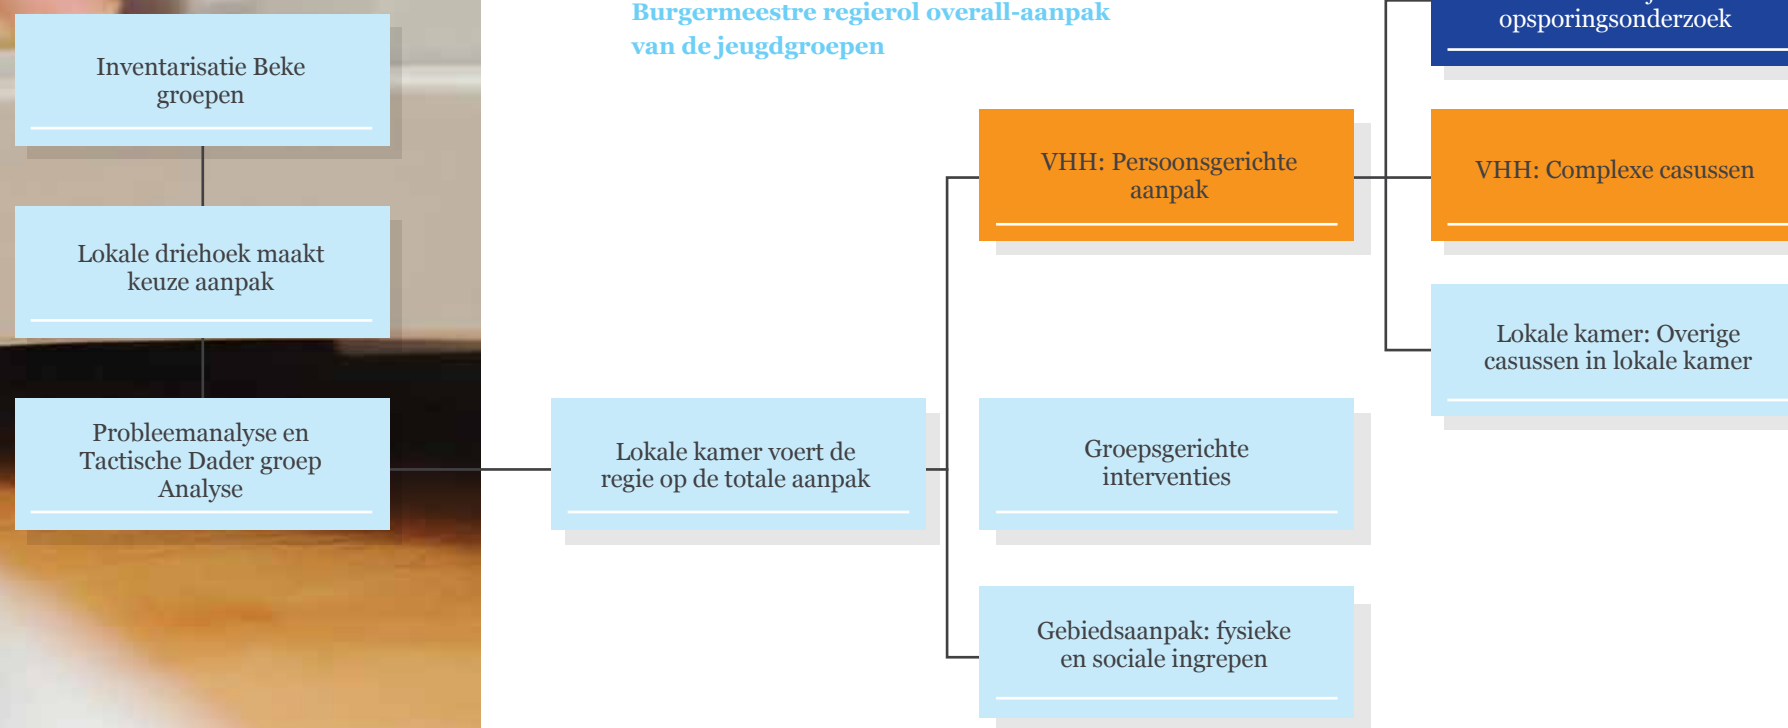 Burgermeestre regierol overall-aanpak
van de jeugdgroepen
Inventarisatie Beke
groepen
Lokale driehoek maakt
keuze aanpak
Probleemanalyse en
Tactische Dader groep
Analyse
Lokale kamer voert de
regie op de totale aanpak
VHH: Persoonsgerichte
aanpak
Groepsgerichte
interventies
Gebiedsaanpak: fysieke
en sociale ingrepen
opsporingsonderzoek
VHH: Complexe casussen
Lokale kamer: Overige
casussen in lokale kamer